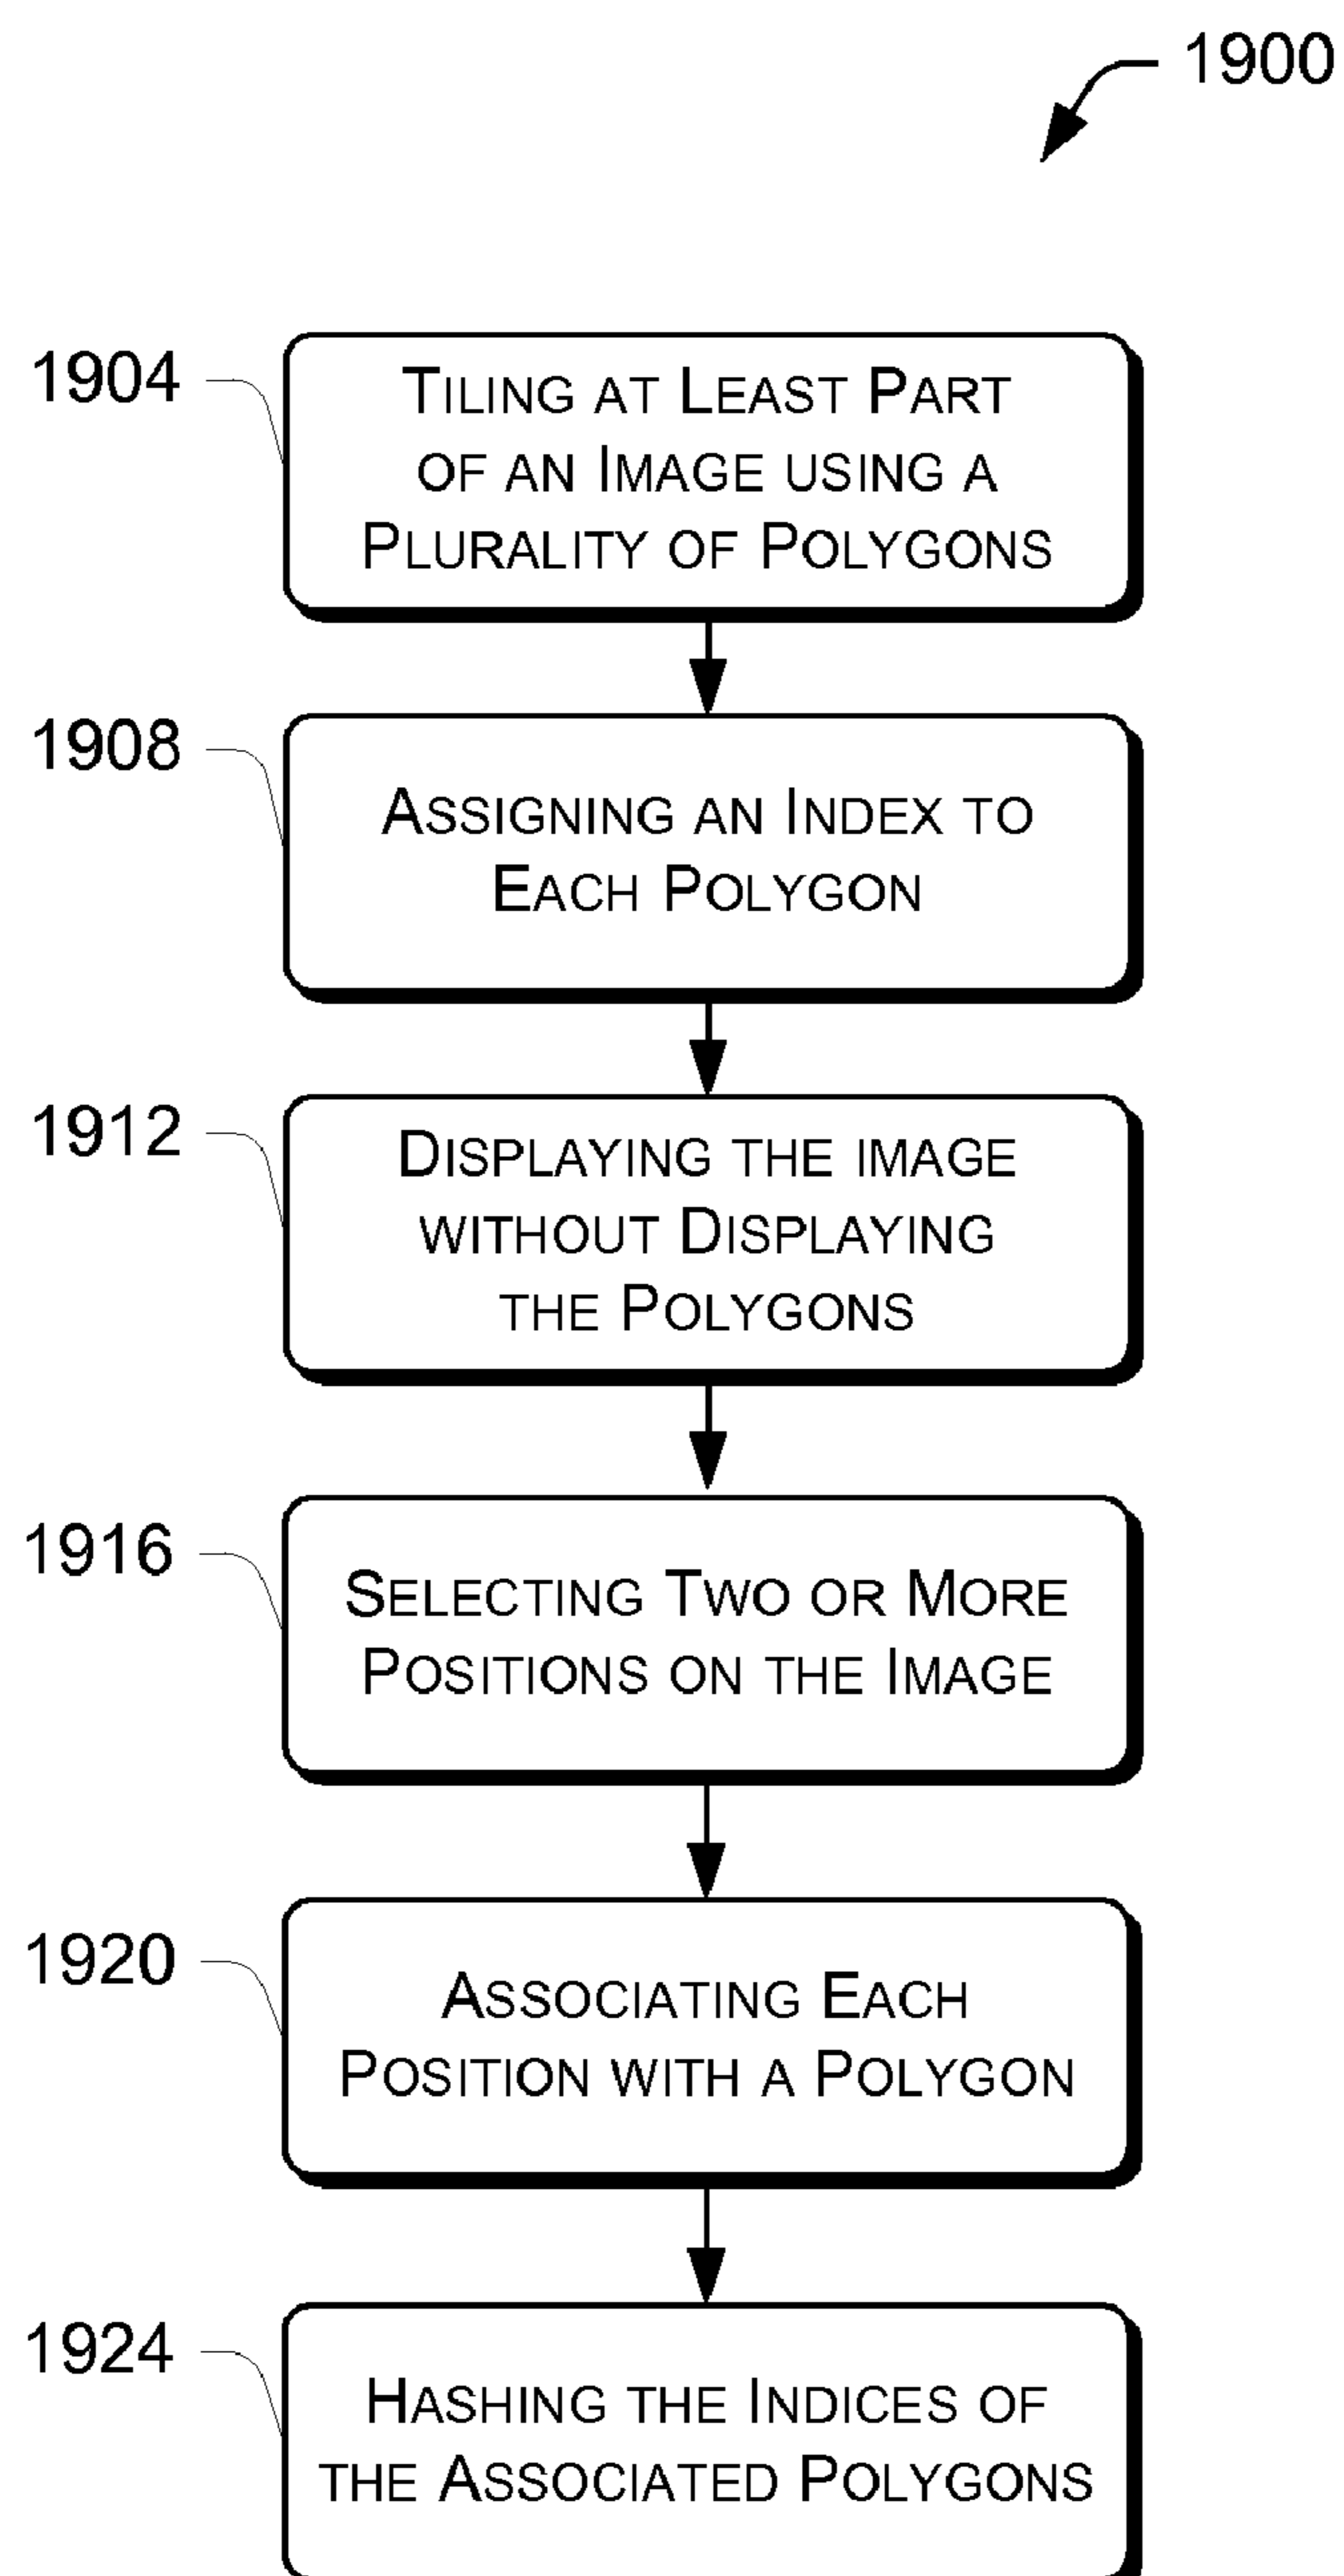 1900
1904
TILING AT LEAST PART
OF AN IMAGE USING A
PLURALITY OF POLYGONS
1908
ASSIGNING AN INDEX TO
EACH POLYGON
1912
DISPLAYING THE IMAGE
WITHOUT DISPLAYING
THE POLYGONS
1916
SELECTING TWO OR MORE
POSITIONS ON THE IMAGE
1920
ASSOCIATING EACH
POSITION WITH A POLYGON
1924
HASHING THE INDICES OF
THE ASSOCIATED POLYGONS